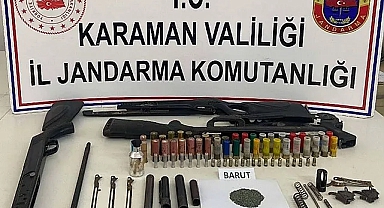 T.C.
KARAMAN VALİLİĞİ
İL JANDARMA KOMUTANLIĞI
BARUT